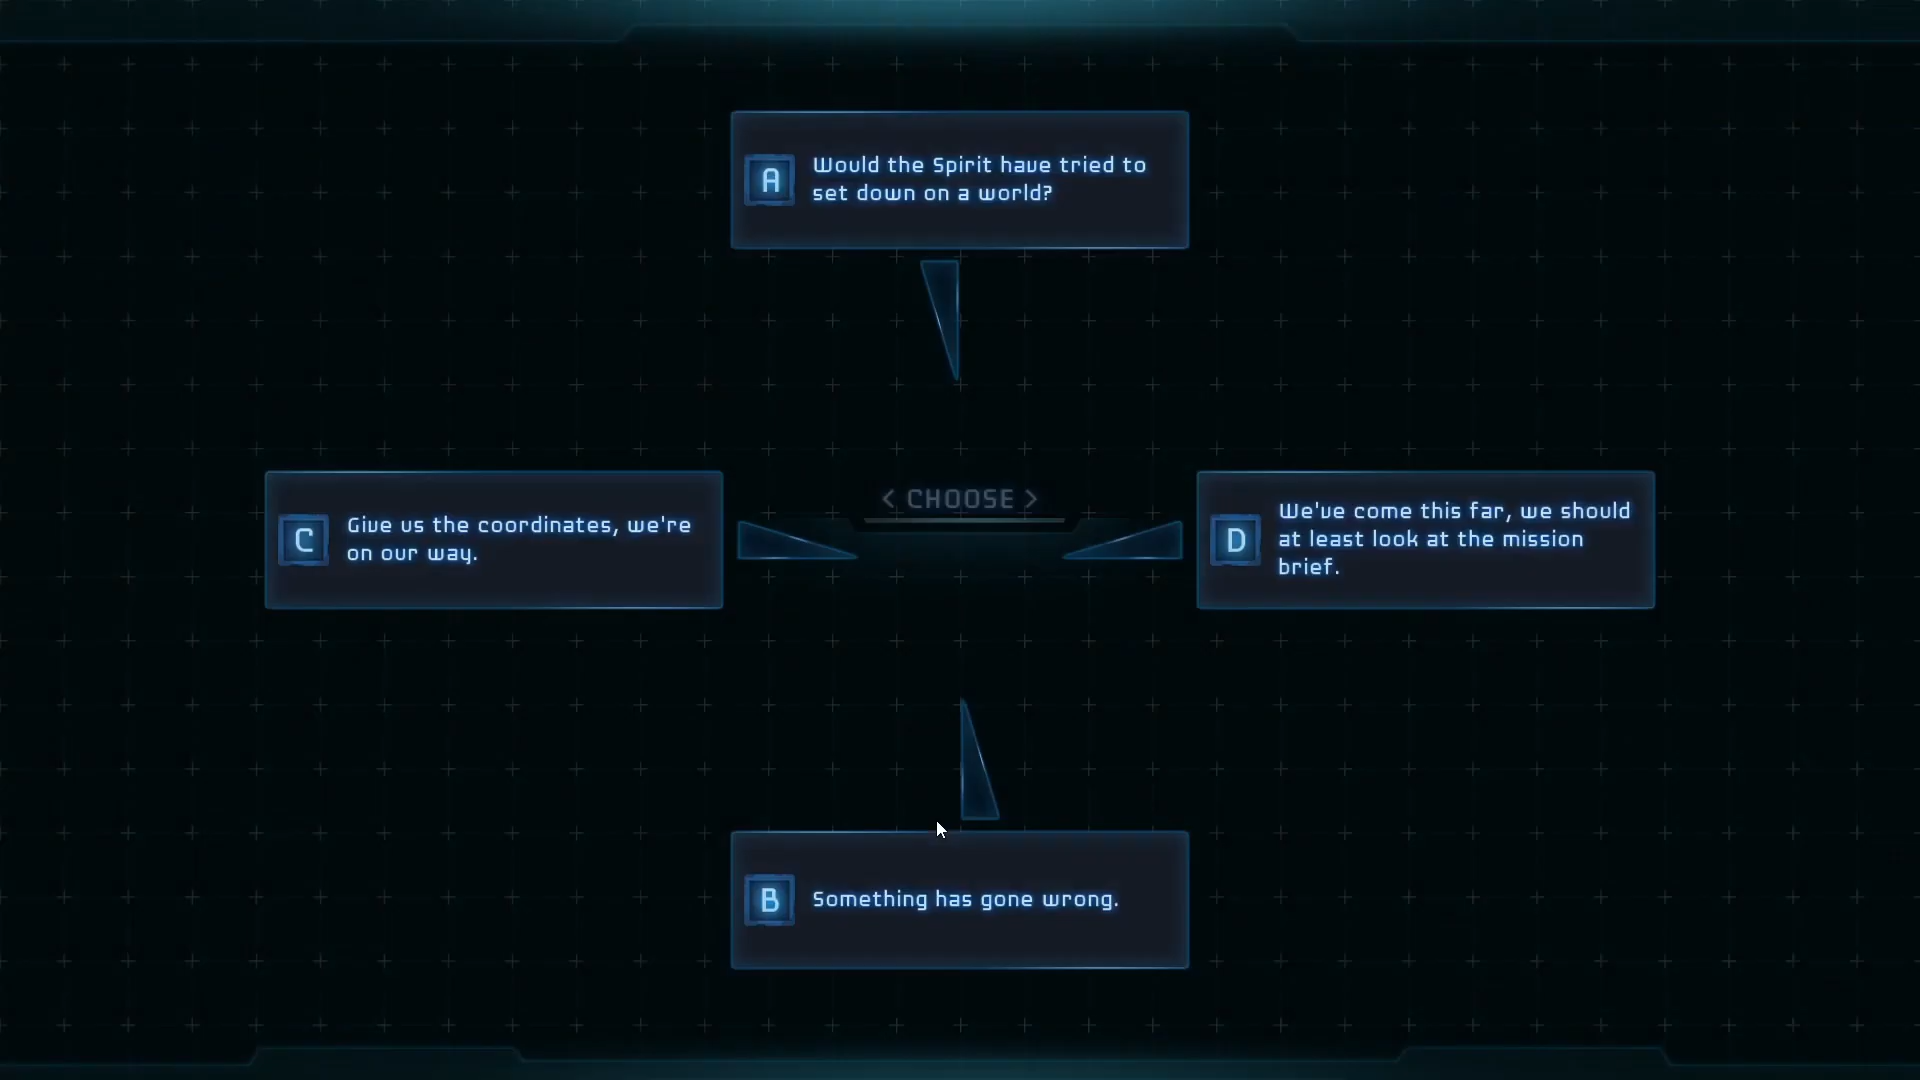 A
Would the Spirit have tried to
set down on a world?
< CHOOSE >
C
Give us the coordinates, we're
on our way.
D
We've come this far, we should
at least look at the mission
brief.
B
Something has gone wrong.